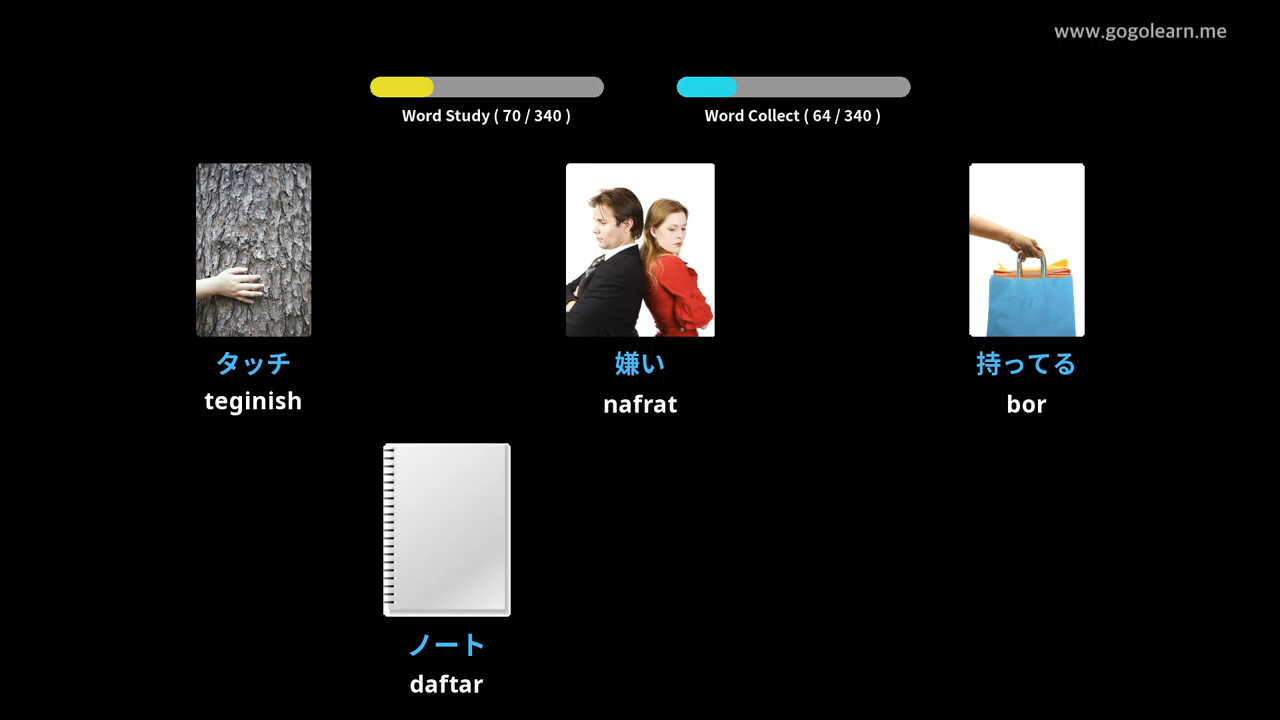 www.gogolearn.me
Word Study ( 70 / 340 )
Word Collect ( 64 / 340 )
タッチ
teginish
嫌い
nafrat
持ってる
bor
ノート
daftar